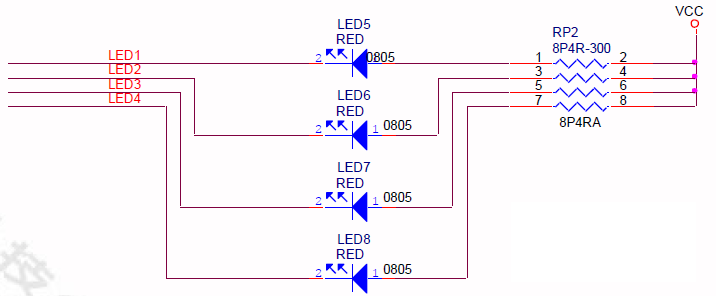 VCC
LED5
RED
RP2
8P4R-300
LED1
2
0805
1
2
LED2
3
4
LED3
5
6
LED4
7
8
8P4RA
LED6
RED
2
1
0805
LED7
RED
2
1
0805
LED8
RED
2
1
0805
技